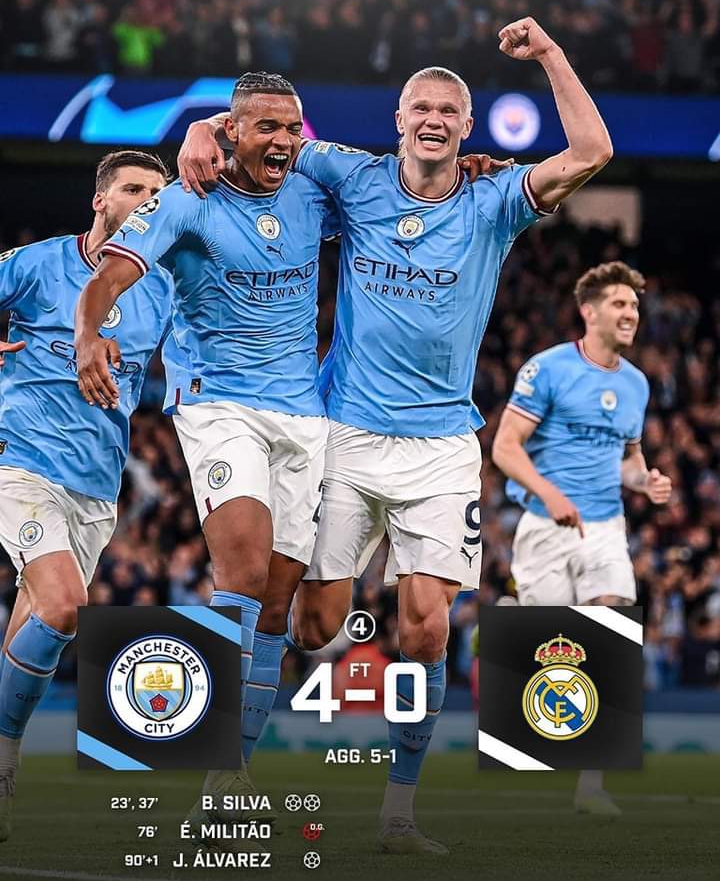 ETIHAD
AIRWAYS
ETIHAD
AIRWAYS
9
MANCHESTER
18 94
CITY
④
FT
4-0
AGG. 5-1
23', 37' B. SILVA
76' É. MILITÃO O.G.
90'+1 J. ÁLVAREZ